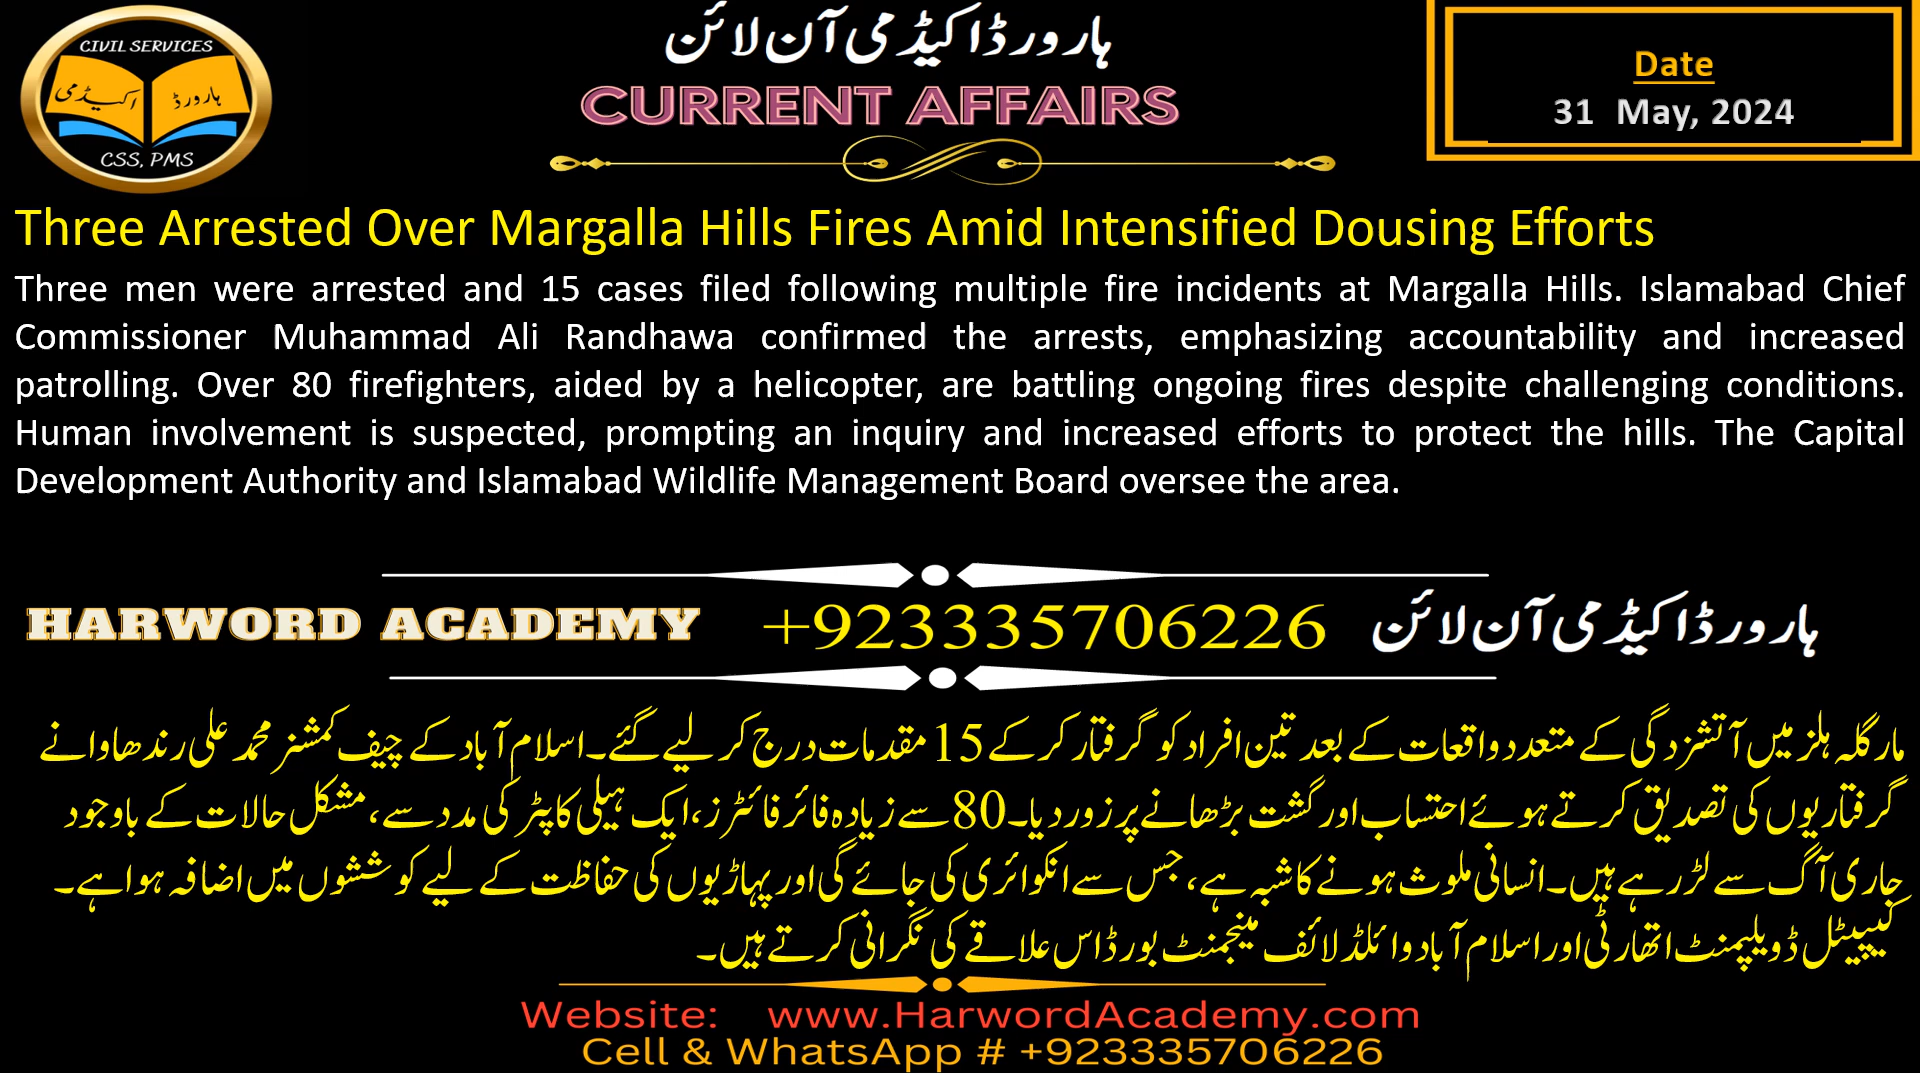 CIVIL SERVICES
ہارورڈ اکیڈمی
CSS, PMS
ہارورڈ اکیڈمی آن لائن
CURRENT AFFAIRS
Date
31 May, 2024
Three Arrested Over Margalla Hills Fires Amid Intensified Dousing Efforts
Three men were arrested and 15 cases filed following multiple fire incidents at Margalla Hills. Islamabad Chief
Commissioner Muhammad Ali Randhawa confirmed the arrests, emphasizing accountability and increased
patrolling. Over 80 firefighters, aided by a helicopter, are battling ongoing fires despite challenging conditions.
Human involvement is suspected, prompting an inquiry and increased efforts to protect the hills. The Capital
Development Authority and Islamabad Wildlife Management Board oversee the area.
HARWORD ACADEMY +923335706226 ہارورڈ اکیڈمی آن لائن
مارگلہ ہلز میں آتشزدگی کے متعدد واقعات کے بعد تین افراد کو گرفتار کر کے 15 مقدمات درج کر لیے گئے۔ اسلام آباد کے چیف کمشنر محمد علی رندھاوا نے
گرفتاریوں کی تصدیق کرتے ہوئے احتساب اور گشت بڑھانے پر زور دیا۔ 80 سے زیادہ فائر فائٹرز، ایک ہیلی کاپٹر کی مدد سے، مشکل حالات کے باوجود
جاری آگ سے لڑ رہے ہیں۔ انسانی ملوث ہونے کا شبہ ہے، جس سے انکوائری کی جائے گی اور پہاڑیوں کی حفاظت کے لیے کوششوں میں اضافہ ہوا ہے۔
کیپیٹل ڈویلپمنٹ اتھارٹی اور اسلام آباد وائلڈ لائف مینجمنٹ بورڈ اس علاقے کی نگرانی کرتے ہیں۔
Website: www.HarwordAcademy.com
Cell & WhatsApp # +923335706226